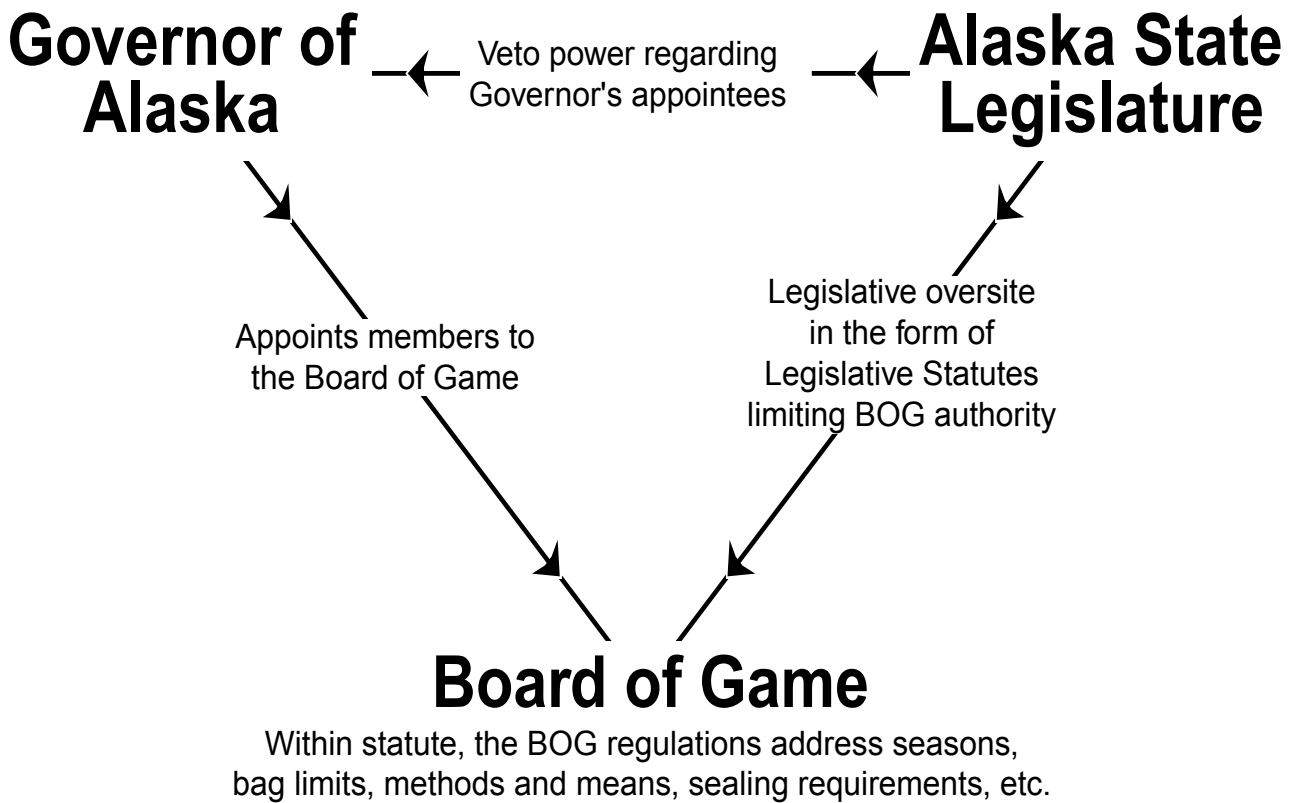 Governor of
Alaska
Veto power regarding
Governor's appointees
Alaska State
Legislature
Appoints members to
the Board of Game
Legislative oversite
in the form of
Legislative Statutes
limiting BOG authority
Board of Game
Within statute, the BOG regulations address seasons,
bag limits, methods and means, sealing requirements, etc.